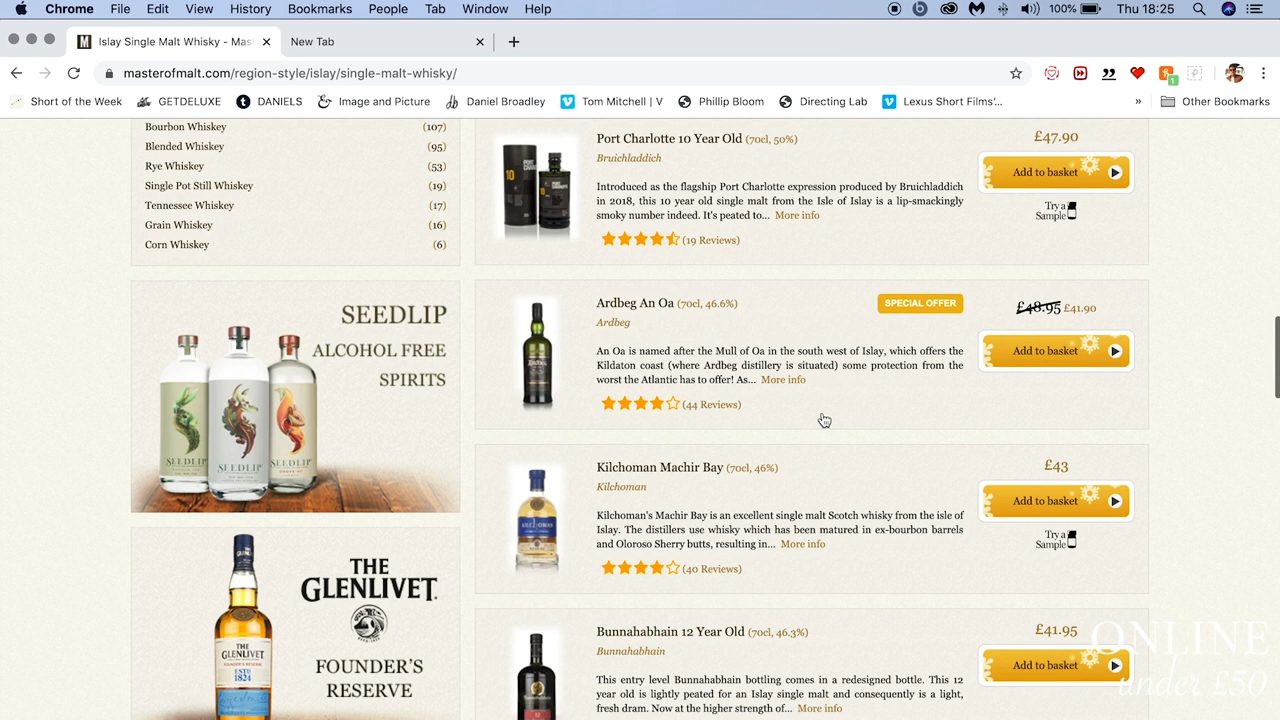 Chrome File Edit View History Bookmarks People Tab Window Help 100% Thu 18:25
Islay Single Malt Whisky - Mas
New Tab
masterofmalt.com/region-style/islay/single-malt-whisky/
1
Short of the Week GETDELUXE DANIELS Image and Picture Daniel Broadley Tom Mitchell | V Phillip Bloom Directing Lab Lexus Short Films'... » Other Bookmarks
Bourbon Whiskey (107)
Blended Whiskey (95)
Rye Whiskey (53)
Single Pot Still Whiskey (19)
Tennessee Whiskey (17)
Grain Whiskey (16)
Corn Whiskey (6)
SEEDLIP
ALCOHOL FREE
SPIRITS
SEEDLIP
SEEDLIP
SEEDLIP
THE
GLENLIVET.
FOUNDER'S
RESERVE
THE
GLENLIVET
ESTD
1824
Port Charlotte 10 Year Old (70cl, 50%)
Bruichladdich
Introduced as the flagship Port Charlotte expression produced by Bruichladdich
in 2018, this 10 year old single malt from the Isle of Islay is a lip-smackingly
smoky number indeed. It's peated to... More info
(19 Reviews)
£47.90
Add to basket
Try a
Sample
Ardbeg An Oa (70cl, 46.6%)
SPECIAL OFFER
Ardbeg
An Oa is named after the Mull of Oa in the south west of Islay, which offers the
Kildaton coast (where Ardbeg distillery is situated) some protection from the
worst the Atlantic has to offer! As... More info
(44 Reviews)
£48.95 £41.90
Add to basket
Kilchoman Machir Bay (70cl, 46%)
Kilchoman
Kilchoman's Machir Bay is an excellent single malt Scotch whisky from the isle of
Islay. The distillers use whisky which has been matured in ex-bourbon barrels
and Oloroso Sherry butts, resulting in... More info
(40 Reviews)
£43
Add to basket
Try a
Sample
Bunnahabhain 12 Year Old (70cl, 46.3%)
Bunnahabhain
This entry level Bunnahabhain bottling comes in a redesigned bottle. This 12
year old is lightly peated for an Islay single malt and consequently is a light,
fresh dram. Now at the higher strength of... More info
£41.95
Add to basket
ONLINE
under £50